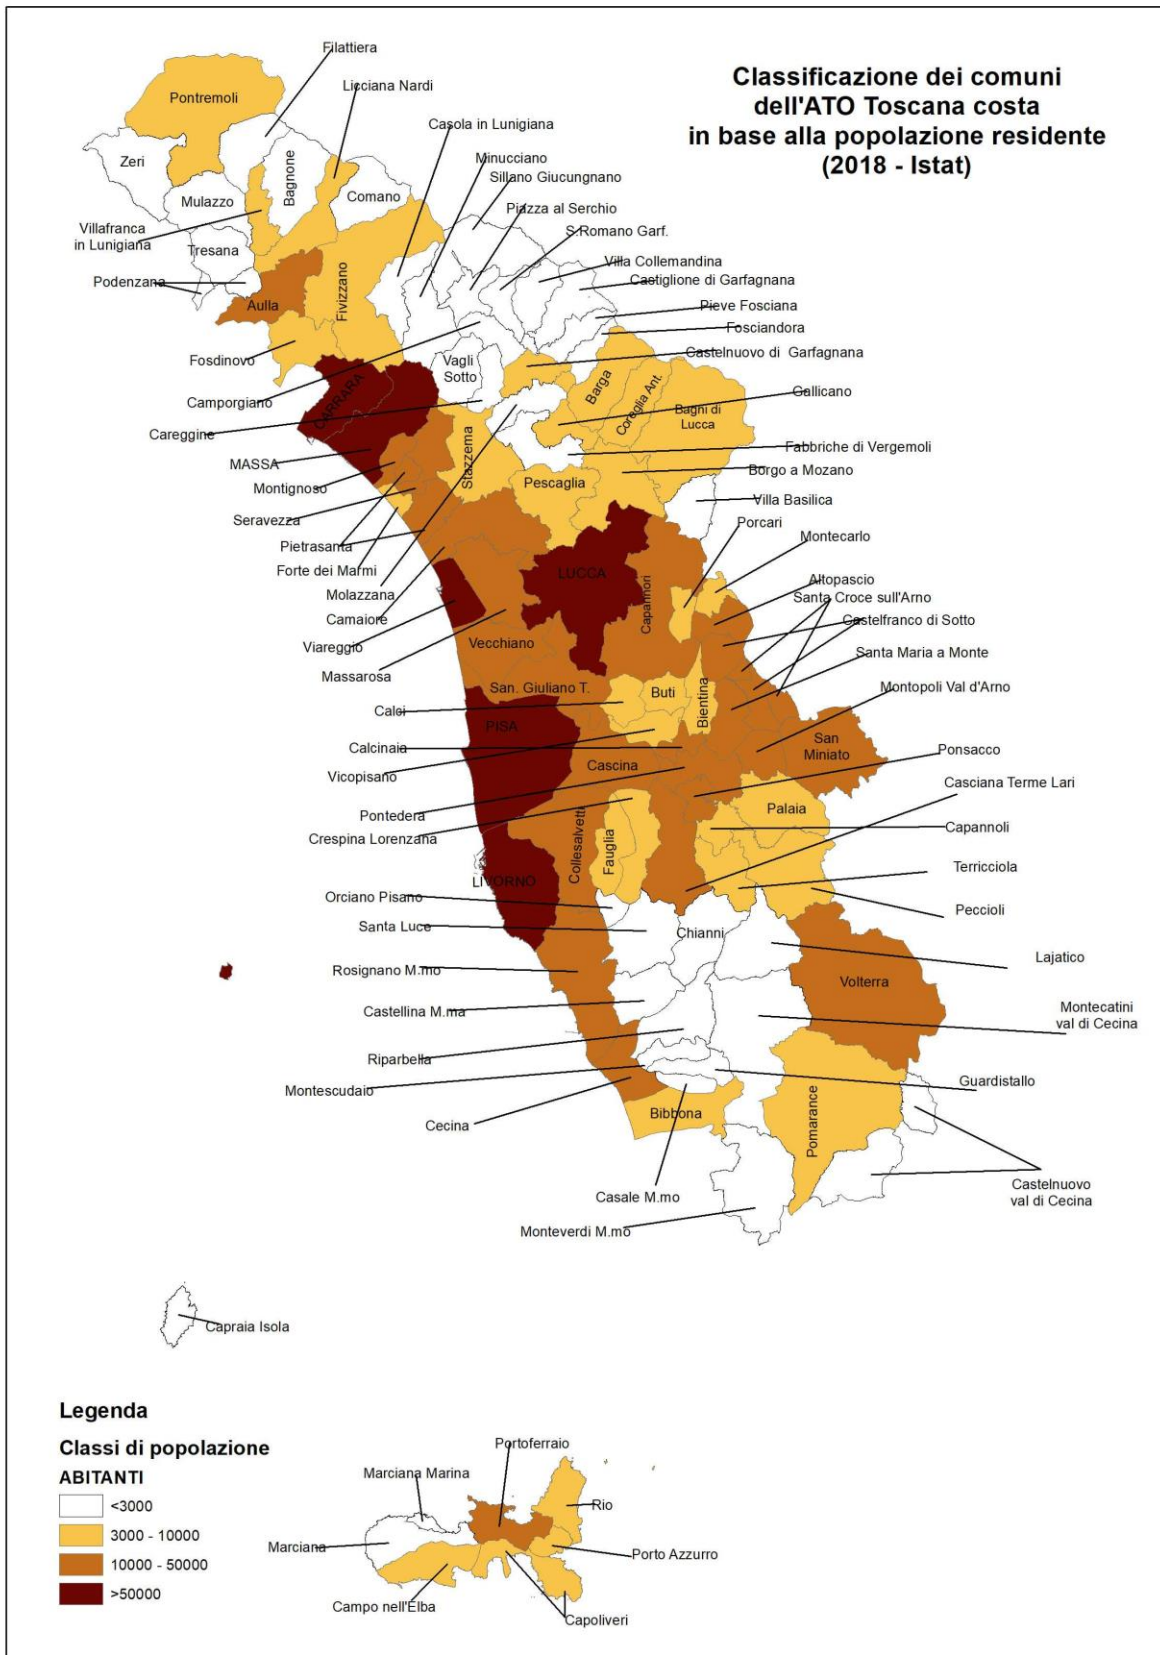 Classificazione dei comuni
dell'ATO Toscana costa
in base alla popolazione residente
(2018 - Istat)
Filattiera
Pontremoli
Licciana Nardi
Casola in Lunigiana
Zeri
Bagnone
Minucciano
Sillano Giucungnano
Mulazzo
Comano
Piazza al Serchio
Villafranca
in Lunigiana
S.Romano Garf.
Tresana
Villa Collemandina
Podenzana
Castiglione di Garfagnana
Aulla
Fivizzano
Pieve Fosciana
Fosciandora
Fosdinovo
Vagli
Sotto
Castelnuovo di Garfagnana
Barga
Coreglia Ant.
Gallicano
Camporgiano
CARRARA
Bagni di
Lucca
Careggine
Fabbriche di Vergemoli
MASSA
Stazzema
Borgo a Mozano
Montignoso
Pescaglia
Villa Basilica
Seravezza
Porcari
Montecarlo
Pietrasanta
Forte dei Marmi
LUCCA
Altopascio
Molazzana
Capannori
Santa Croce sull'Arno
Camaiore
Castelfranco di Sotto
Viareggio
Vecchiano
Santa Maria a Monte
Massarosa
San. Giuliano T.
Buti
Bientina
Montopoli Val d'Arno
Calci
PISA
San
Miniato
Calcinaia
Ponsacco
Vicopisano
Cascina
Casciana Terme Lari
Pontedera
Palaia
Crespina Lorenzana
Collesalvetti
Fauglia
Capannoli
LIVORNO
Terricciola
Orciano Pisano
Peccioli
Santa Luce
Chianni
Lajatico
Rosignano M.mo
Volterra
Castellina M.ma
Montecatini
val di Cecina
Riparbella
Guardistallo
Montescudaio
Cecina
Bibbona
Pomarance
Casale M.mo
Castelnuovo
val di Cecina
Monteverdi M.mo
Capraia Isola
Legenda
Classi di popolazione
ABITANTI
<3000
3000 - 10000
10000 - 50000
>50000
Portoferraio
Marciana Marina
Rio
Marciana
Porto Azzurro
Campo nell'Elba
Capoliveri